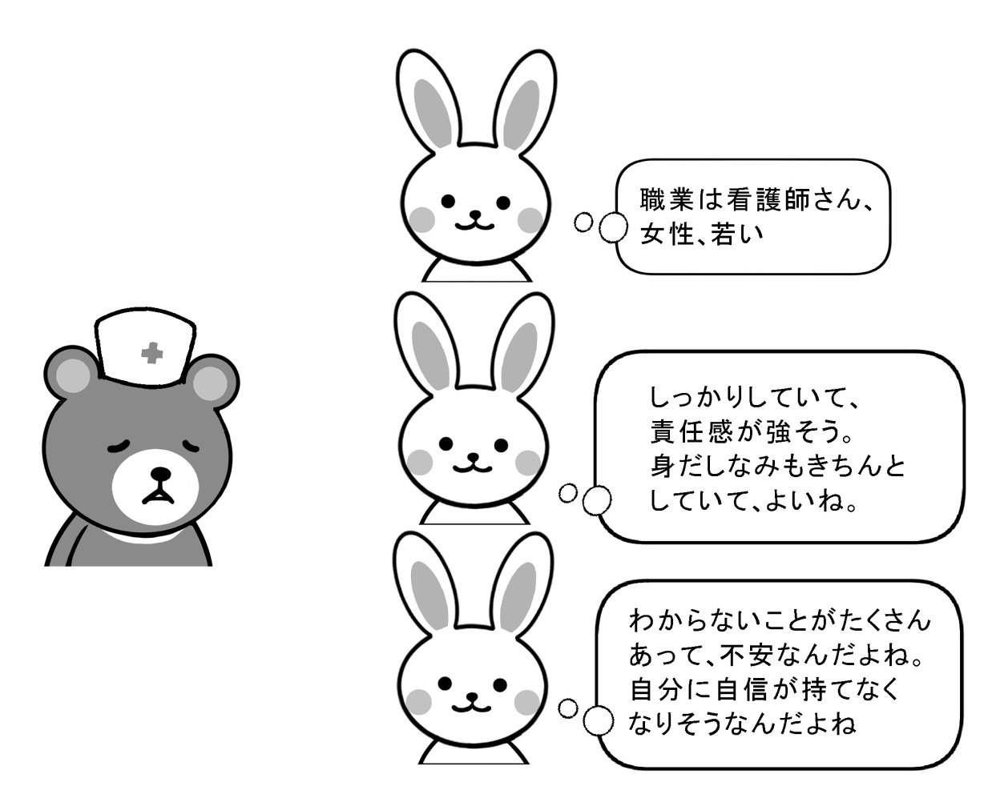 職業は看護師さん、
女性、若い
しっかりしていて、
責任感が強そう。
身だしなみもきちんと
していて、よいね。
わからないことがたくさん
あって、不安なんだよね。
自分に自信が持てなく
なりそうなんだよね